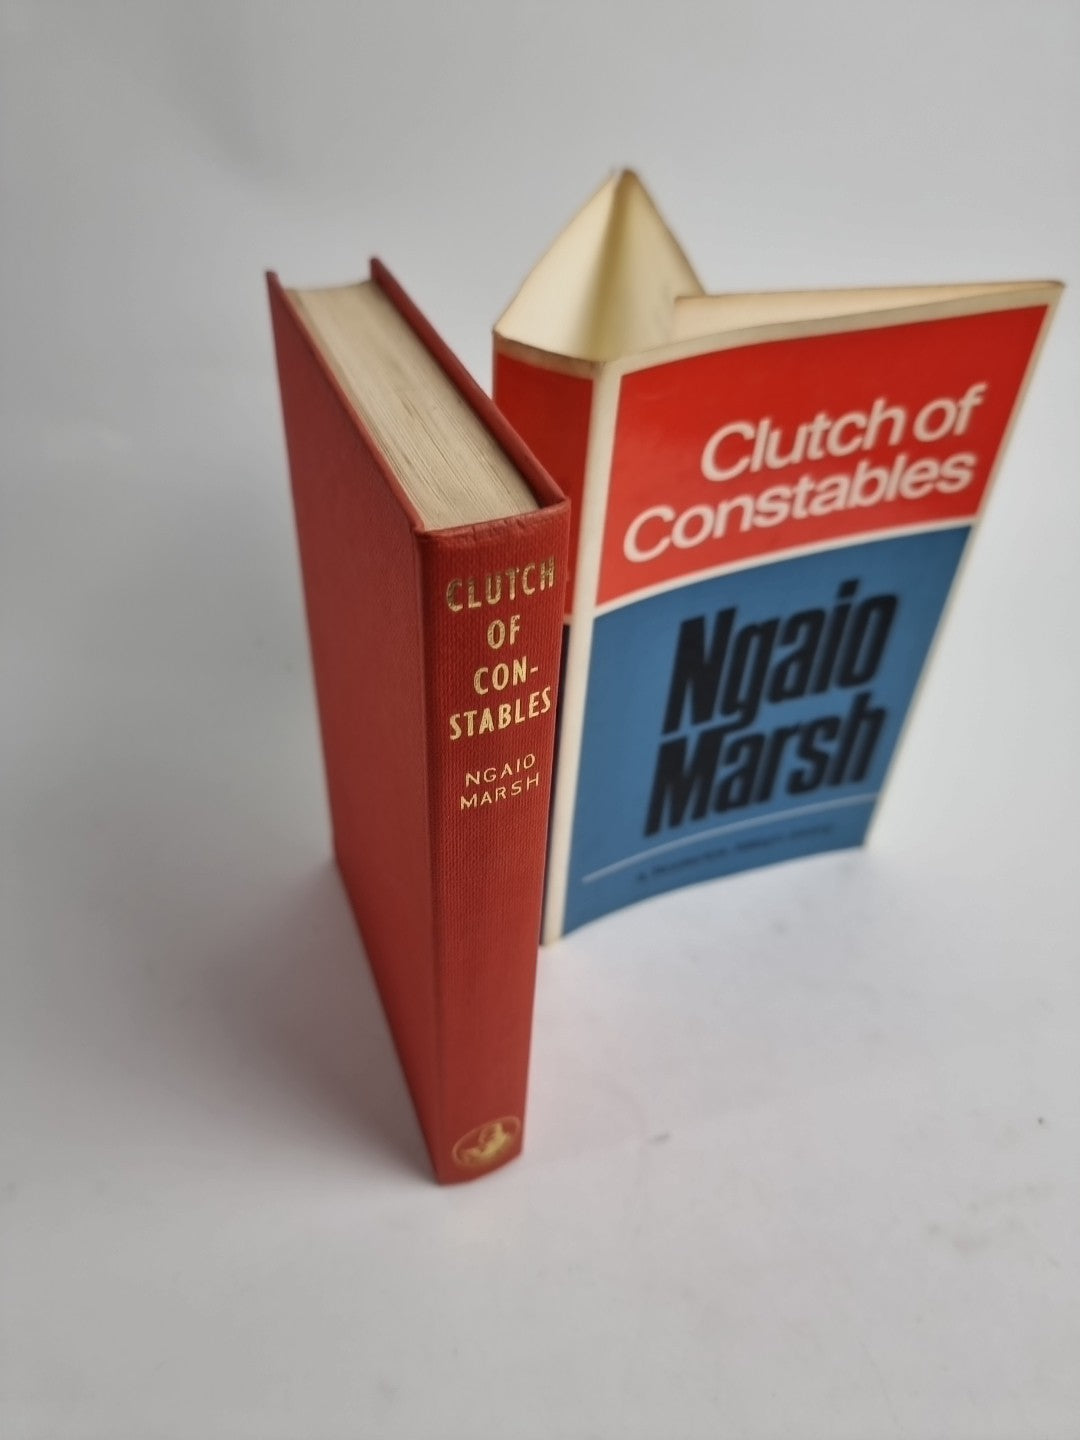 CLUTCH
OF
CON-
STABLES
NGAIO
MARSH
Clutch of
Constables
Ngaio
Marsh